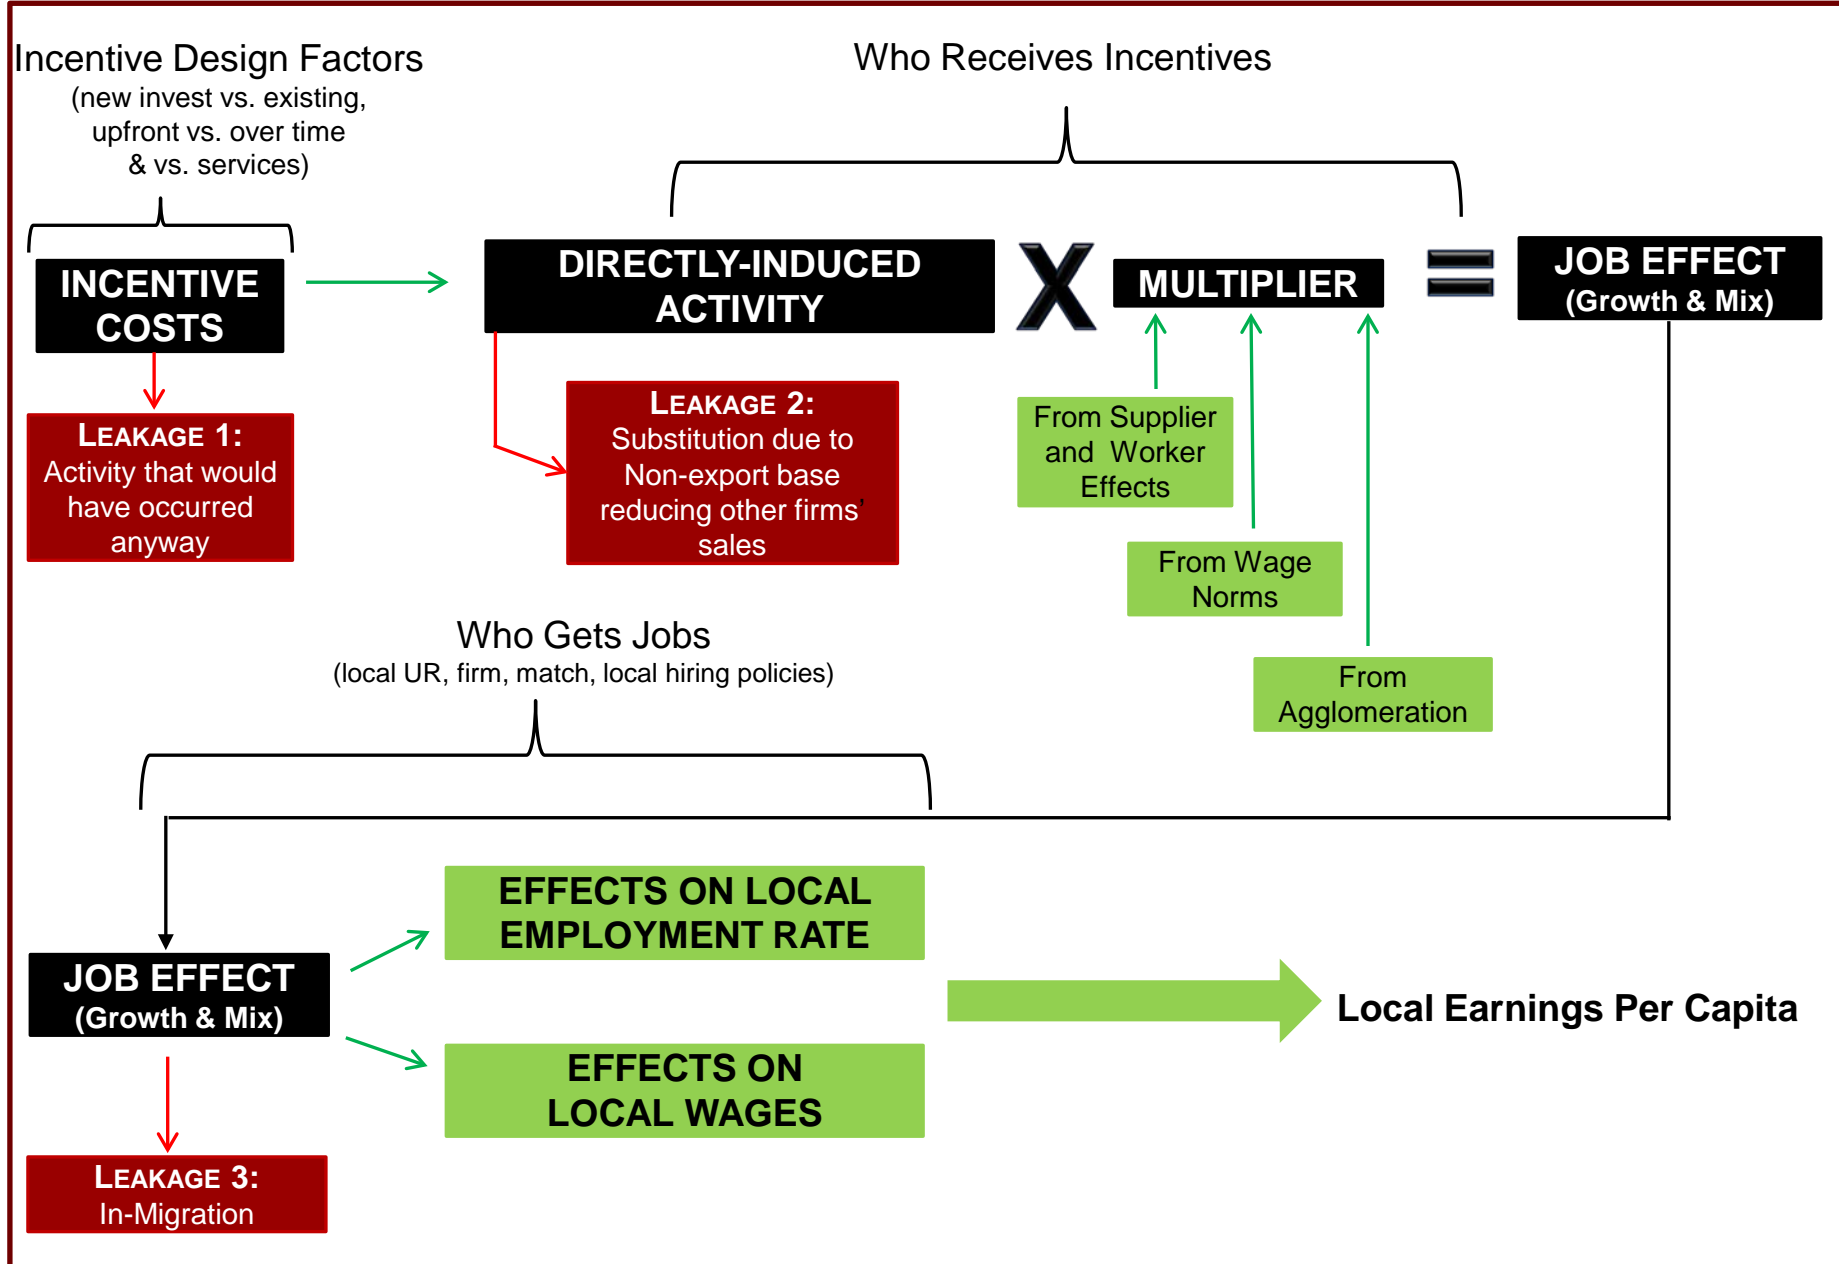 Incentive Design Factors
(new invest vs. existing,
upfront vs. over time
& vs. services)
Who Receives Incentives
INCENTIVE
COSTS
DIRECTLY-INDUCED
ACTIVITY
X
MULTIPLIER
=
JOB EFFECT
(Growth & Mix)
LEAKAGE 1:
Activity that would
have occurred
anyway
LEAKAGE 2:
Substitution due to
Non-export base
reducing other firms’
sales
From Supplier
and Worker
Effects
From Wage
Norms
From
Agglomeration
Who Gets Jobs
(local UR, firm, match, local hiring policies)
JOB EFFECT
(Growth & Mix)
EFFECTS ON LOCAL
EMPLOYMENT RATE
EFFECTS ON
LOCAL WAGES
Local Earnings Per Capita
LEAKAGE 3:
In-Migration